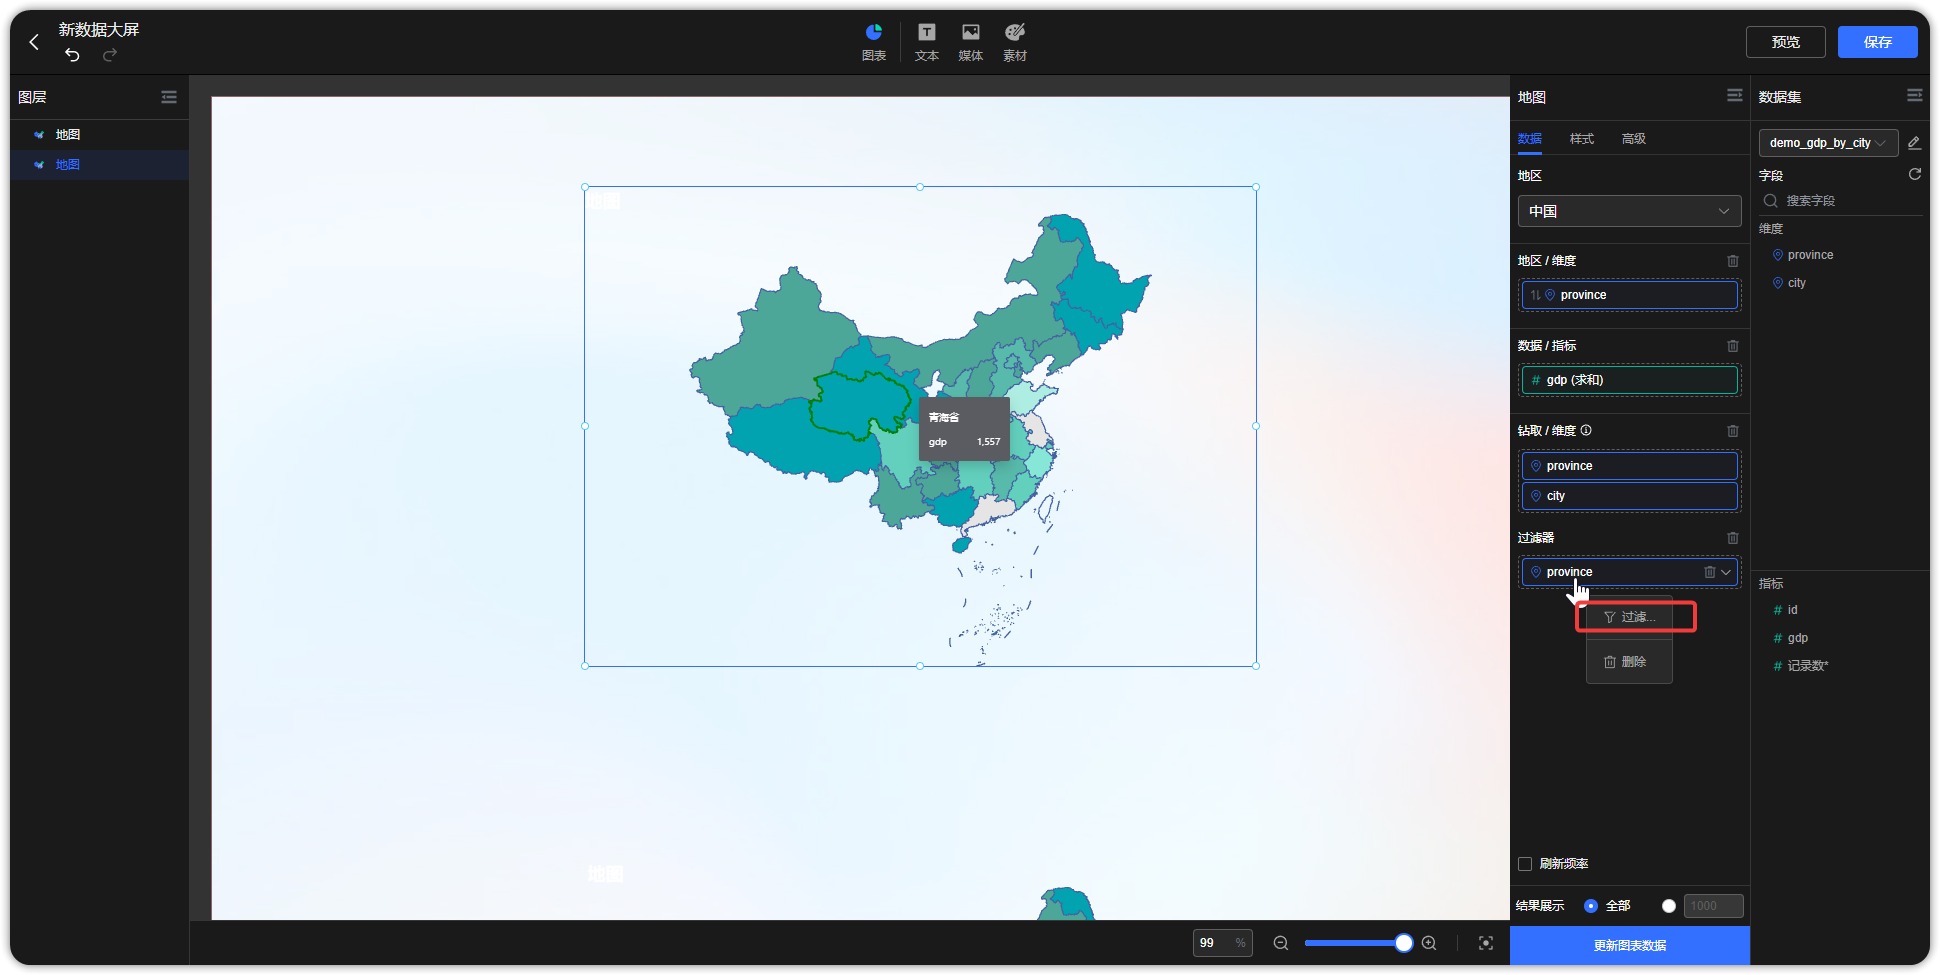 新数据大屏
图表
文本
媒体
素材
预览
保存
图层
地图
地图
地图
青海省
gdp 1,557
地图
99 %
地图
数据 样式 高级
地区
中国
地区 / 维度
province
数据 / 指标
# gdp (求和)
钻取 / 维度
province
city
过滤器
province
过滤...
删除
刷新频率
结果展示 全部 1000
更新图表数据
数据集
demo_gdp_by_city
字段
搜索字段
维度
province
city
指标
# id
# gdp
# 记录数*